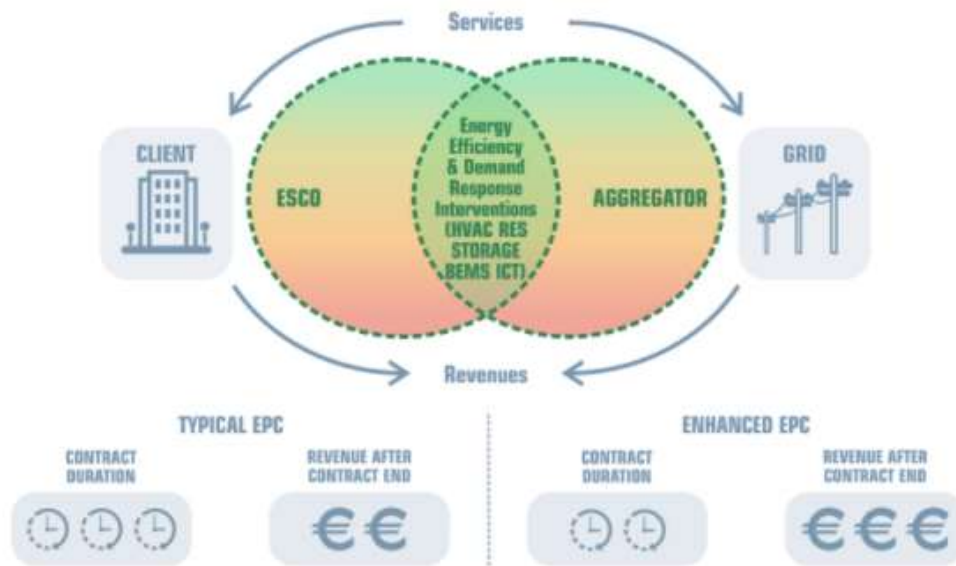 Services
CLIENT
ESCO
Energy
Efficiency
& Demand
Response
Interventions
(HVAC RES
STORAGE
BEMS ICT)
AGGREGATOR
GRID
Revenues
TYPICAL EPC
CONTRACT
DURATION
REVENUE AFTER
CONTRACT END
€ €
ENHANCED EPC
CONTRACT
DURATION
REVENUE AFTER
CONTRACT END
€ € €